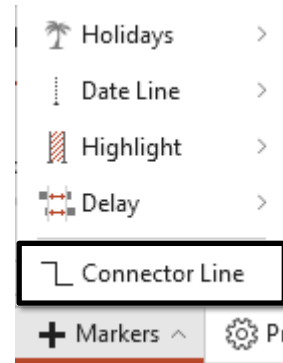 Holidays
Date Line
Highlight
Delay
Connector Line
Markers